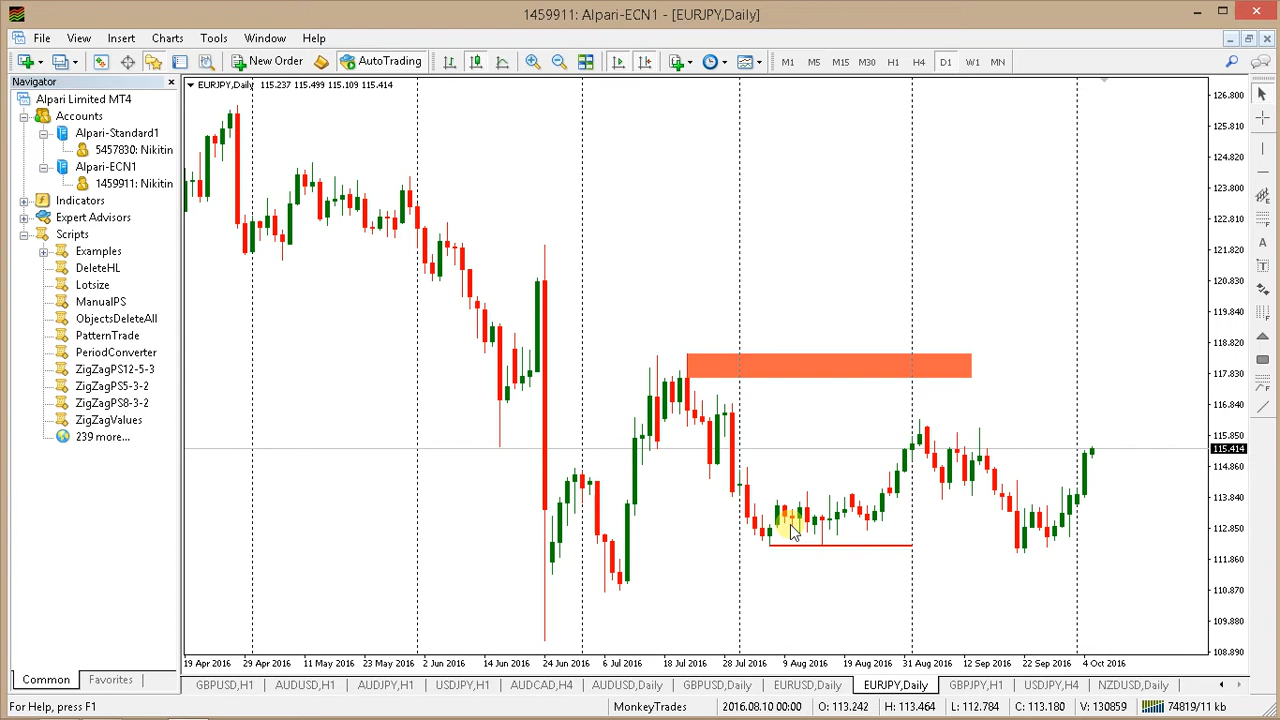 1459911: Alpari-ECN1 - [EURJPY,Daily]
File View Insert Charts Tools Window Help
New Order AutoTrading M1 M5 M15 M30 H1 H4 D1 W1 MN
Navigator
Alpari Limited MT4
Accounts
Alpari-Standard1
5457830: Nikitin
Alpari-ECN1
1459911: Nikitin
Indicators
Expert Advisors
Scripts
Examples
DeleteHL
Lotsize
ManualPS
ObjectsDeleteAll
PatternTrade
PeriodConverter
ZigZagPS12-5-3
ZigZagPS5-3-2
ZigZagPS8-3-2
ZigZagValues
239 more...
Common Favorites
EURJPY,Daily 115.237 115.499 115.109 115.414
126.800
125.810
124.820
123.800
122.810
121.820
120.830
119.840
118.820
117.830
116.840
115.850
115.414
114.860
113.840
112.850
111.860
110.870
109.880
108.890
19 Apr 2016 29 Apr 2016 11 May 2016 23 May 2016 2 Jun 2016 14 Jun 2016 24 Jun 2016 6 Jul 2016 18 Jul 2016 28 Jul 2016 9 Aug 2016 19 Aug 2016 31 Aug 2016 12 Sep 2016 22 Sep 2016 4 Oct 2016
GBPUSD,H1 AUDUSD,H1 AUDJPY,H1 USDJPY,H1 AUDCAD,H4 AUDUSD,Daily GBPUSD,Daily EURUSD,Daily EURJPY,Daily GBPJPY,H1 USDJPY,H4 NZDUSD,Daily
For Help, press F1 MonkeyTrades 2016.08.10 00:00 O: 113.242 H: 113.464 L: 112.784 C: 113.180 V: 130859 74819/11 kb